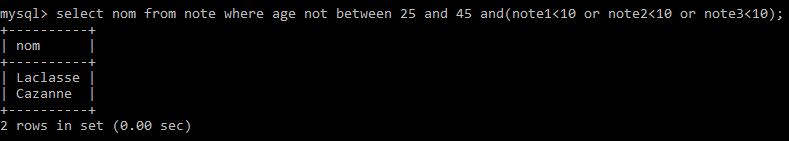 mysql> select nom from note where age not between 25 and 45 and(note1<10 or note2<10 or note3<10);
+----------+
| nom      |
+----------+
| Laclasse |
| Cazanne  |
+----------+
2 rows in set (0.00 sec)